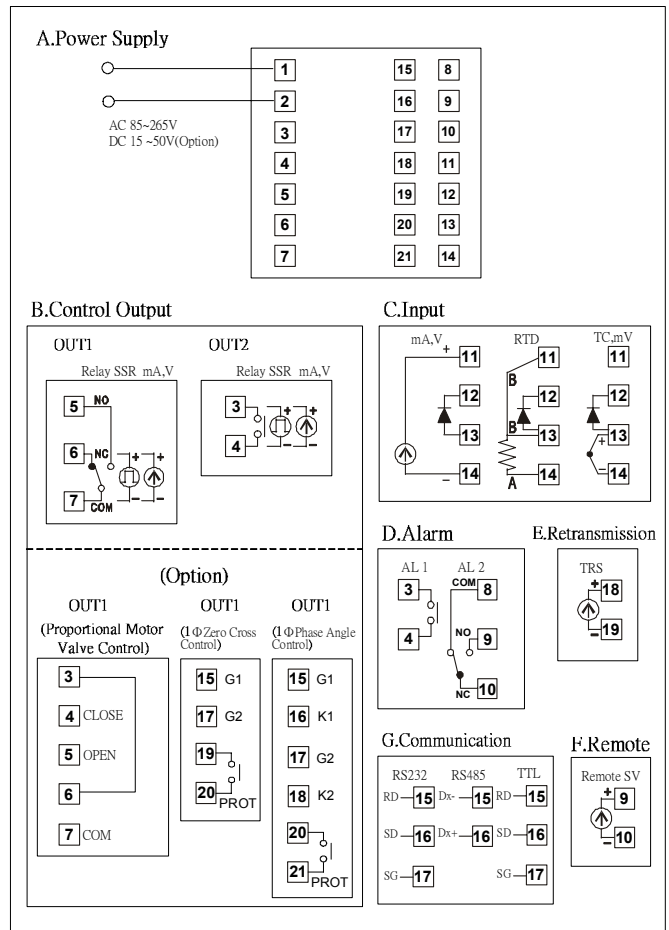 A.Power Supply
1 15 8
2 16 9
AC 85~265V
DC 15 ~50V(Option)
3 17 10
4 18 11
5 19 12
6 20 13
7 21 14
B.Control Output
OUT1 OUT2
Relay SSR mA,V Relay SSR mA,V
5 NO
6 NC + - + -
7 COM
3 + - + -
4
(Option)
OUT1
(Proportional Motor
Valve Control)
3
4 CLOSE
5 OPEN
6
7 COM
OUT1
(1ΦZero Cross
Control)
15 G1
17 G2
19
20 PROT
OUT1
(1ΦPhase Angle
Control)
15 G1
16 K1
17 G2
18 K2
20
21 PROT
C.Input
mA,V RTD TC,mV
+ 11 11 11
12 B 12 12
13 B 13 + 13
- 14 A 14 - 14
D.Alarm
AL 1 AL 2
3 COM 8
4 NO 9
NC 10
E.Retransmission
TRS
+ 18
- 19
G.Communication
RS232 RS485 TTL
RD 15 Dx- 15 RD 15
SD 16 Dx+ 16 SD 16
SG 17 SG 17
F.Remote
Remote SV
+ 9
- 10